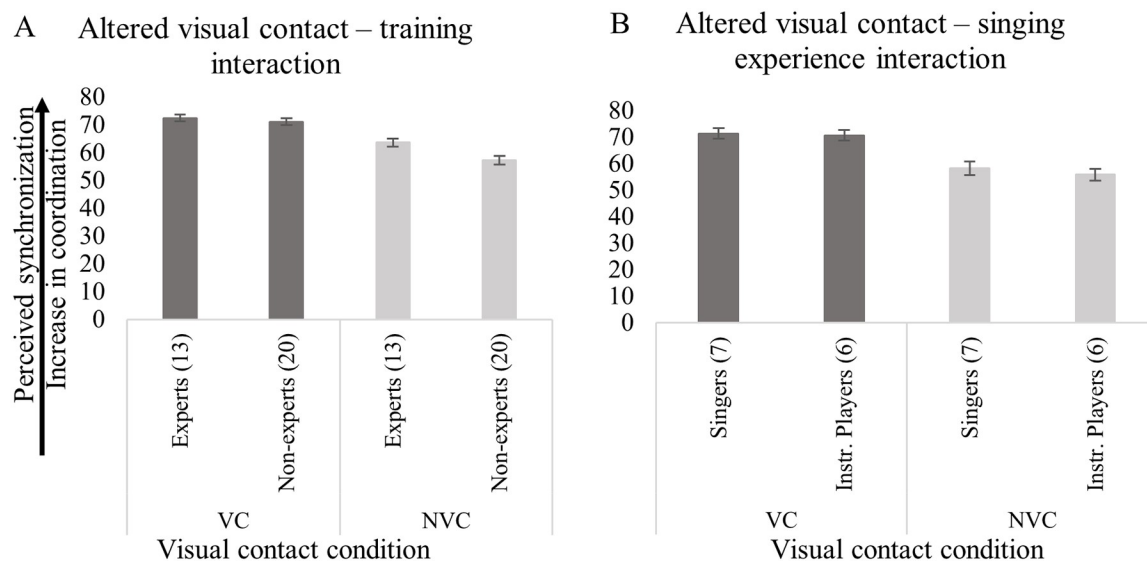 A
Altered visual contact – training
interaction
Perceived synchronization
Increase in coordination
80
70
60
50
40
30
20
10
0
Experts (13)
Non-experts (20)
Experts (13)
Non-experts (20)
VC
NVC
Visual contact condition
B
Altered visual contact – singing
experience interaction
80
70
60
50
40
30
20
10
0
Singers (7)
Instr. Players (6)
Singers (7)
Instr. Players (6)
VC
NVC
Visual contact condition